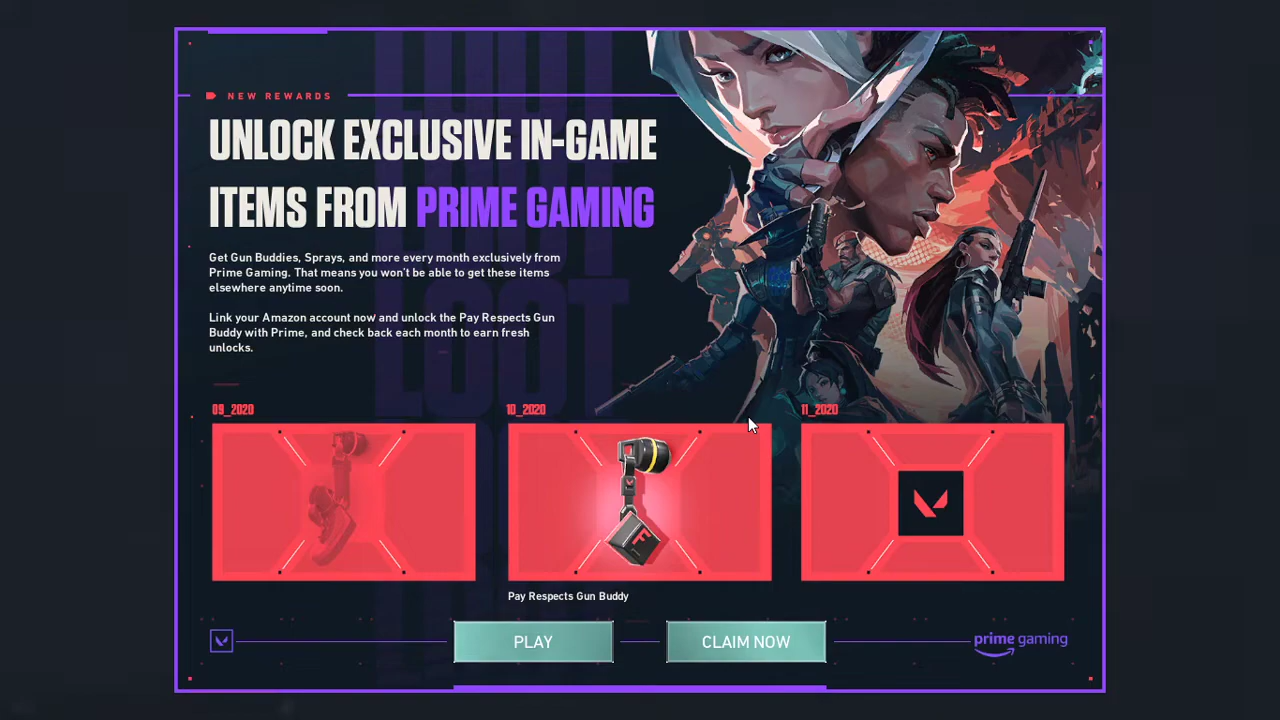 NEW REWARDS
UNLOCK EXCLUSIVE IN-GAME
ITEMS FROM PRIME GAMING
Get Gun Buddies, Sprays, and more every month exclusively from
Prime Gaming. That means you won't be able to get these items
elsewhere anytime soon.
Link your Amazon account now and unlock the Pay Respects Gun
Buddy with Prime, and check back each month to earn fresh
unlocks.
LOOT
LOOT
09_2020
10_2020
11_2020
F
Pay Respects Gun Buddy
PLAY
CLAIM NOW
prime gaming